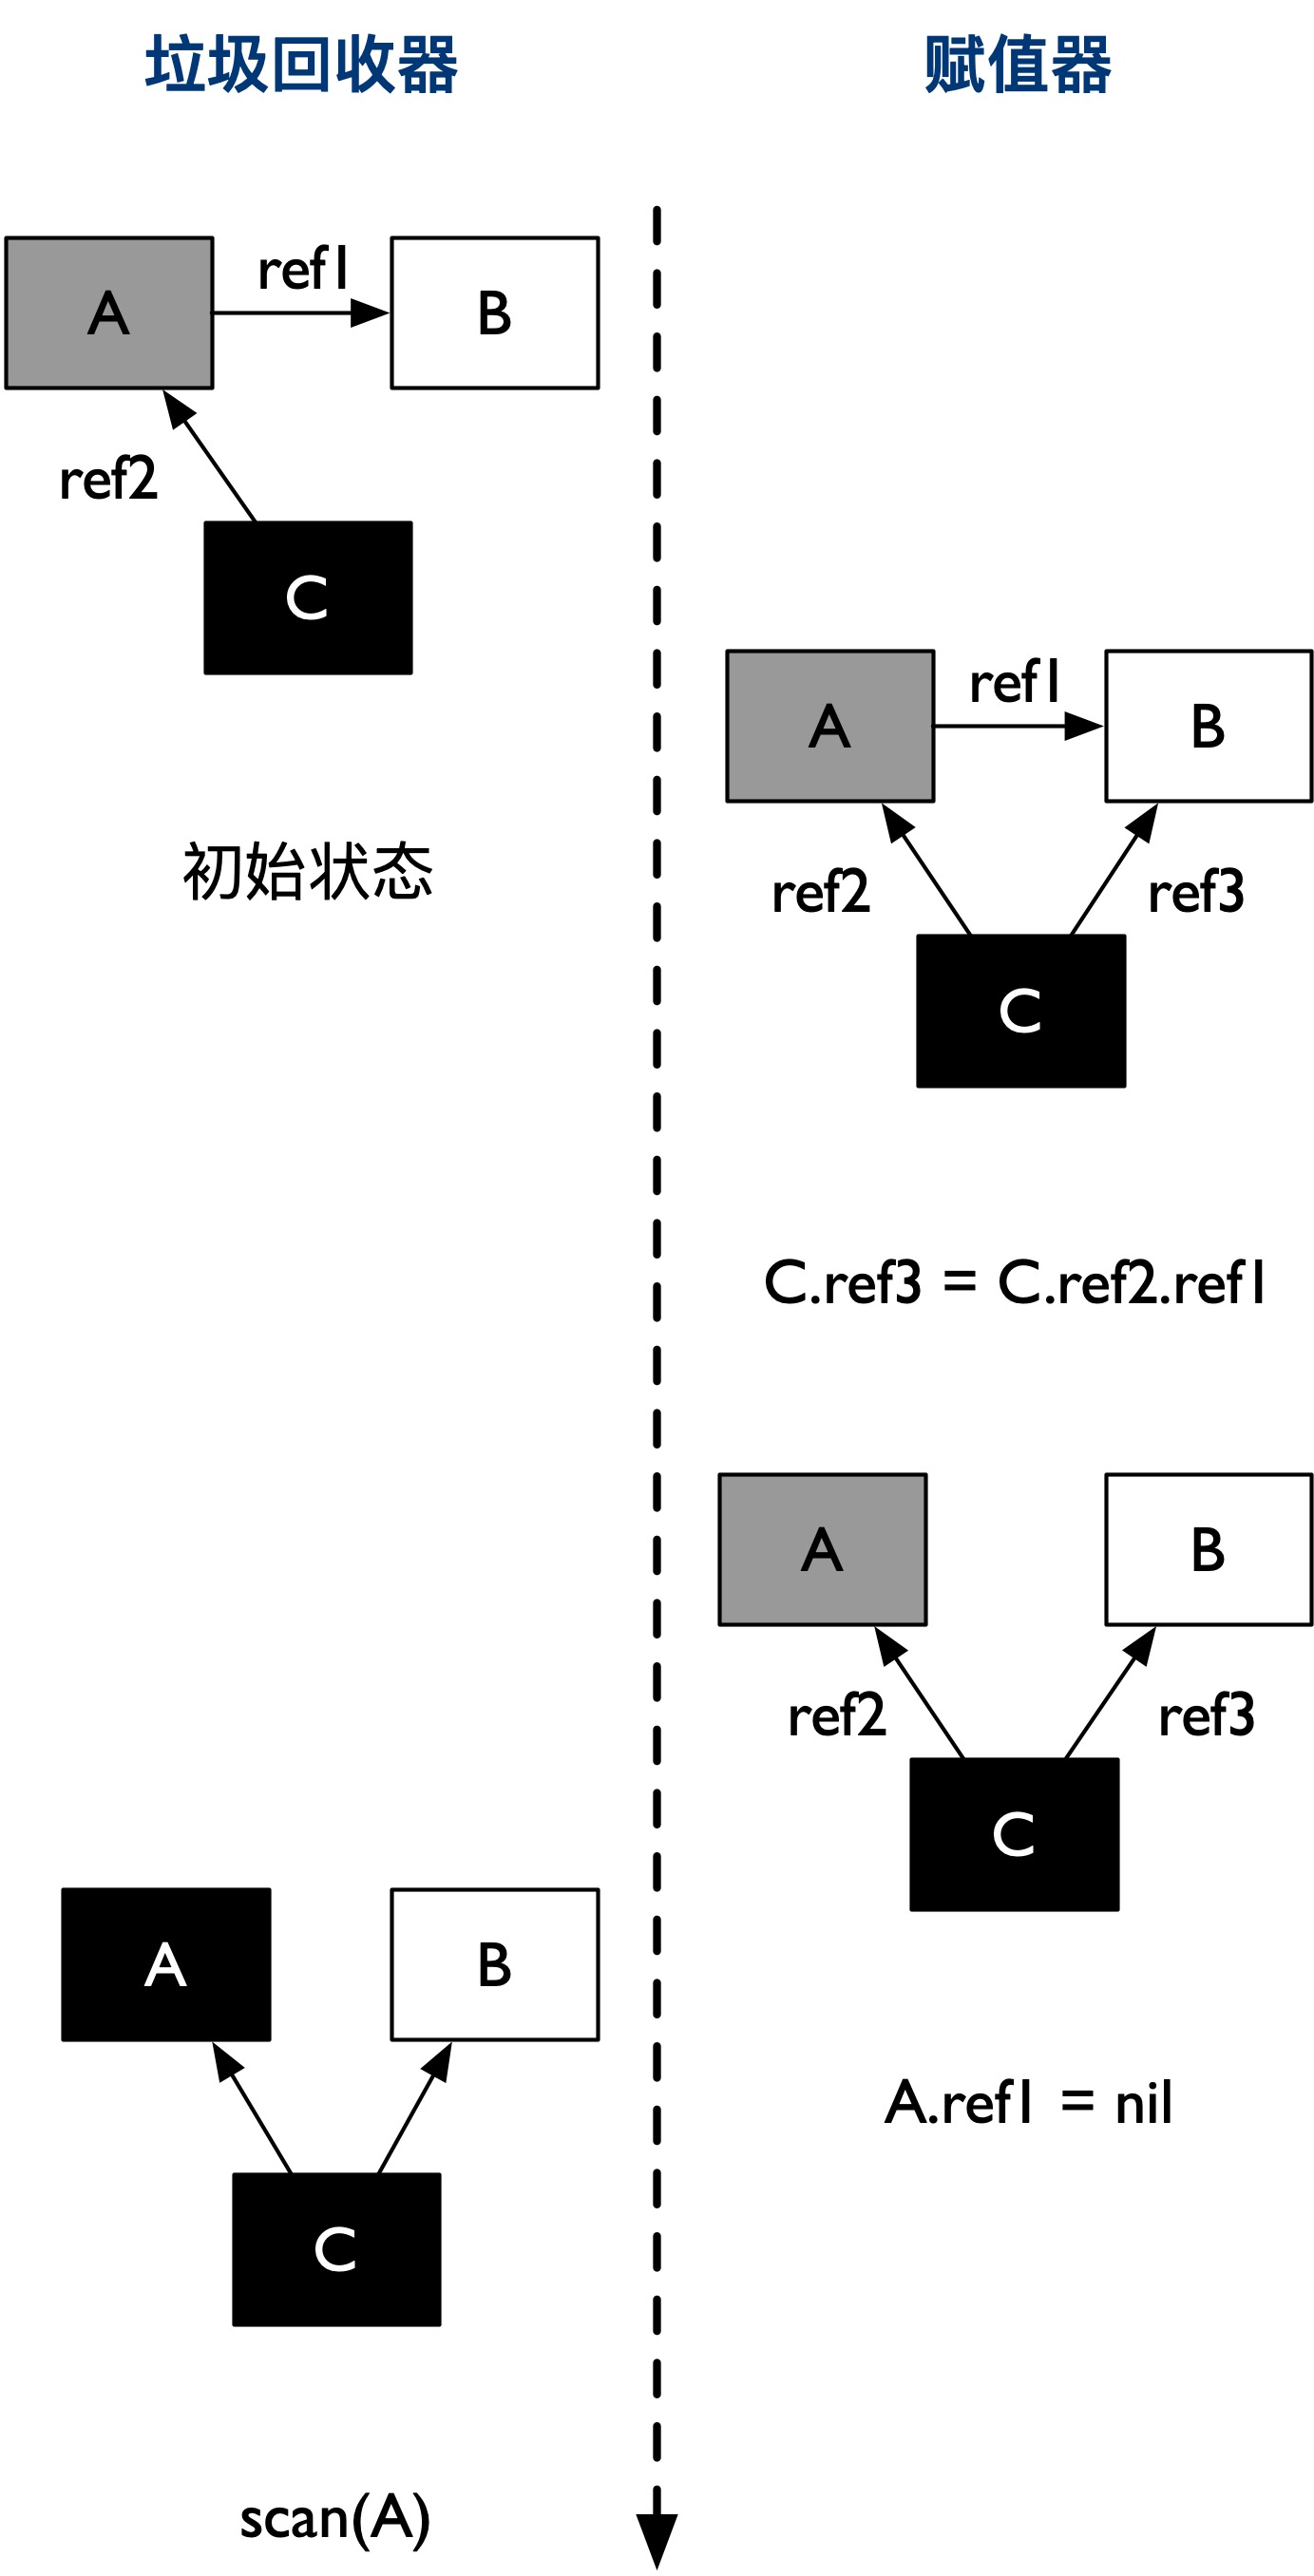 垃圾回收器
赋值器
A
ref1
B
ref2
C
初始状态
A
ref1
B
ref2
ref3
C
C.ref3 = C.ref2.ref1
A
B
ref2
ref3
C
A.ref1 = nil
A
B
C
scan(A)